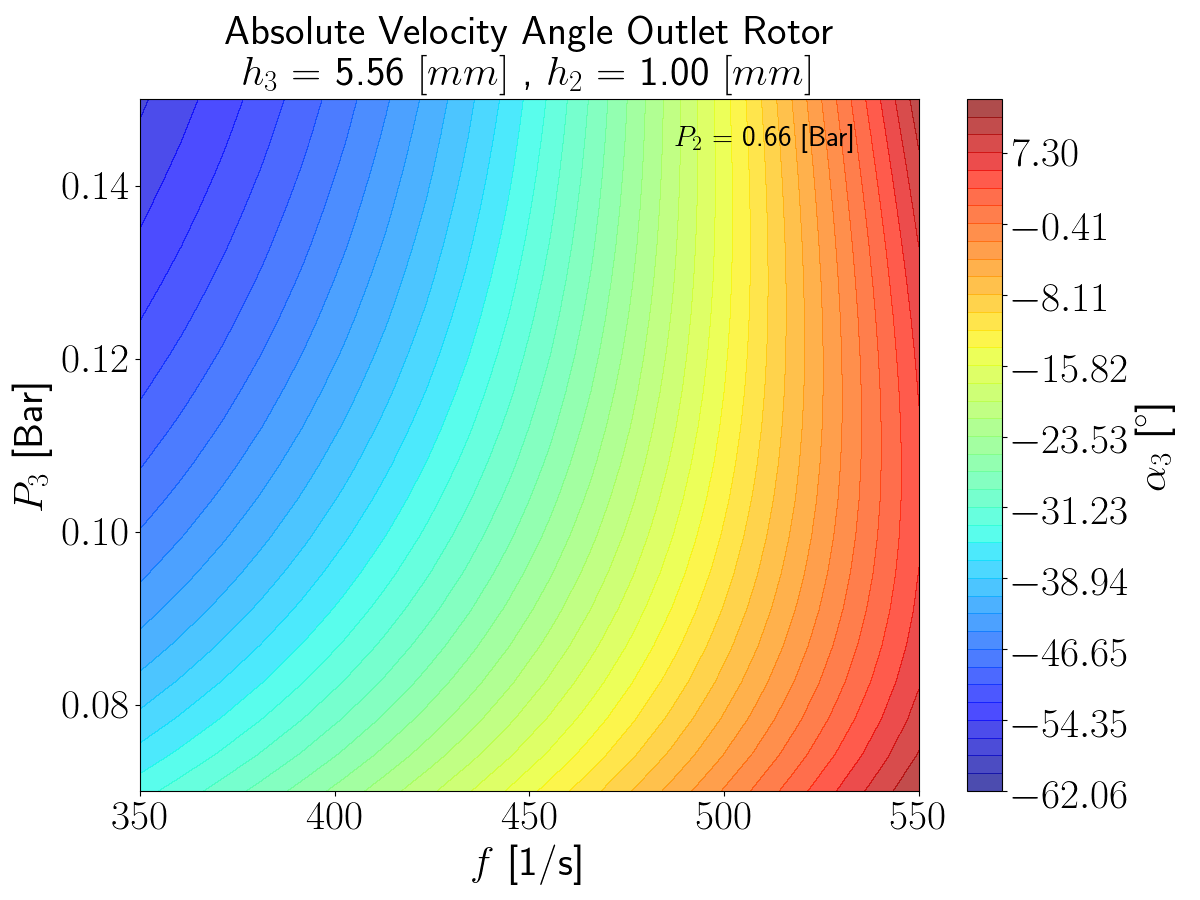 Absolute Velocity Angle Outlet Rotor
h₃ = 5.56 [mm] , h₂ = 1.00 [mm]
P₂ = 0.66 [Bar]
0.14
0.12
0.10
0.08
P₃ [Bar]
350 400 450 500 550
f [1/s]
7.30
−0.41
−8.11
−15.82
−23.53
−31.23
−38.94
−46.65
−54.35
−62.06
α₃ [°]